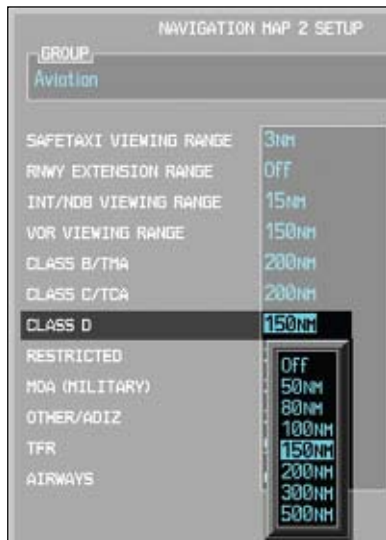 NAVIGATION MAP 2 SETUP
GROUP
Aviation
SAFETAXI VIEWING RANGE 3NM
RNWY EXTENSION RANGE Off
INT/NDB VIEWING RANGE 15NM
VOR VIEWING RANGE 150NM
CLASS B/TMA 200NM
CLASS C/TCA 200NM
CLASS D 150NM
RESTRICTED
MOA (MILITARY)
OTHER/ADIZ
TFR
AIRWAYS
Off
50NM
80NM
100NM
150NM
200NM
300NM
500NM